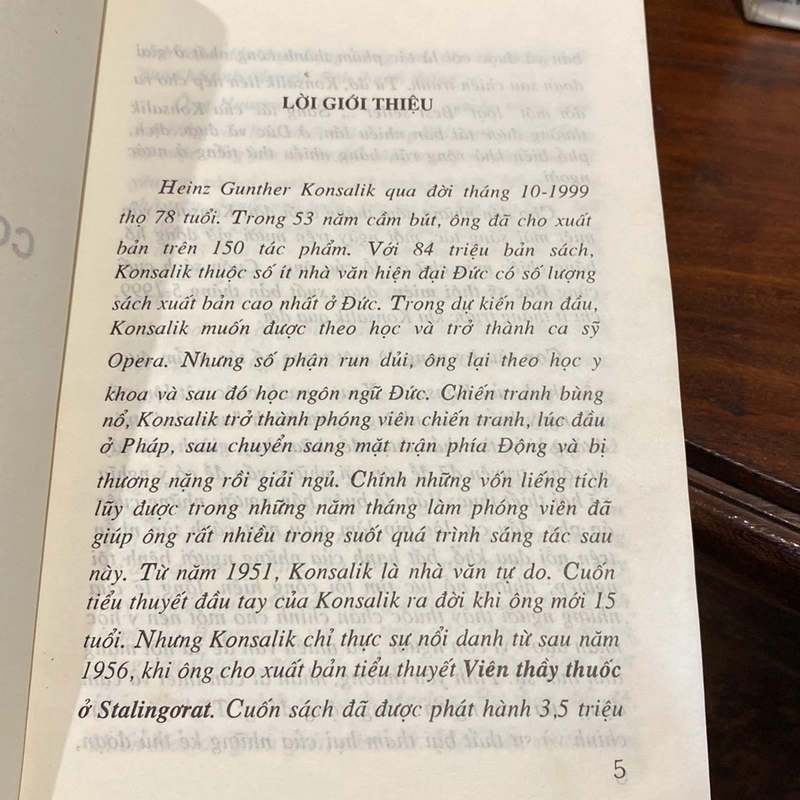 LỜI GIỚI THIỆU
Heinz Gunther Konsalik qua đời tháng 10-1999
thọ 78 tuổi. Trong 53 năm cầm bút, ông đã cho xuất
bản trên 150 tác phẩm. Với 84 triệu bản sách,
Konsalik thuộc số ít nhà văn hiện đại Đức có số lượng
sách xuất bản cao nhất ở Đức. Trong dự kiến ban đầu,
Konsalik muốn được theo học và trở thành ca sỹ
Opera. Nhưng số phận run dủi, ông lại theo học y
khoa và sau đó học ngôn ngữ Đức. Chiến tranh bùng
nổ, Konsalik trở thành phóng viên chiến tranh, lúc đầu
ở Pháp, sau chuyển sang mặt trận phía Động và bị
thương nặng rồi giải ngủ. Chính những vốn liếng tích
lũy được trong những năm tháng làm phóng viên đã
giúp ông rất nhiều trong suốt quá trình sáng tác sau
này. Từ năm 1951, Konsalik là nhà văn tự do. Cuốn
tiểu thuyết đầu tay của Konsalik ra đời khi ông mới 15
tuổi. Nhưng Konsalik chỉ thực sự nổi danh từ sau năm
1956, khi ông cho xuất bản tiểu thuyết Viên thầy thuốc
ở Stalingơrat. Cuốn sách đã được phát hành 3,5 triệu
5